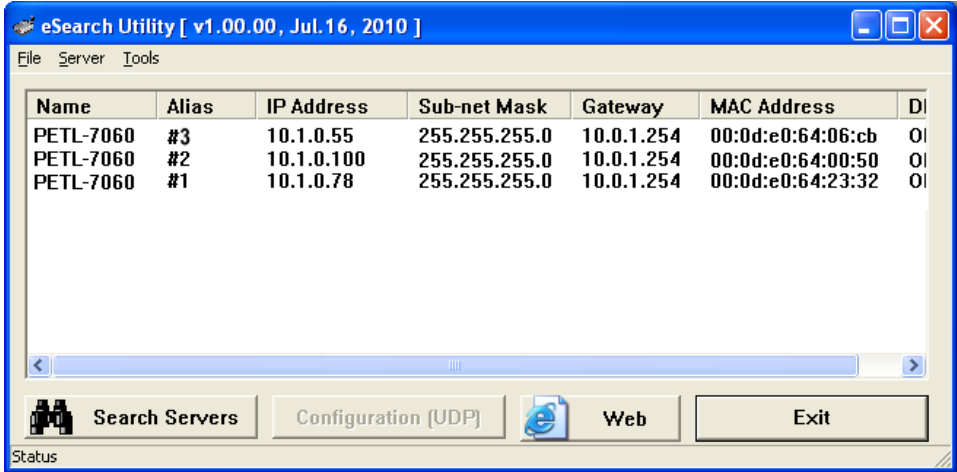 eSearch Utility [ v1.00.00, Jul.16, 2010 ]
File Server Tools
Name Alias IP Address Sub-net Mask Gateway MAC Address
PETL-7060 #3 10.1.0.55 255.255.255.0 10.0.1.254 00:0d:e0:64:06:cb
PETL-7060 #2 10.1.0.100 255.255.255.0 10.0.1.254 00:0d:e0:64:00:50
PETL-7060 #1 10.1.0.78 255.255.255.0 10.0.1.254 00:0d:e0:64:23:32
Search Servers Configuration (UDP) Web Exit
Status